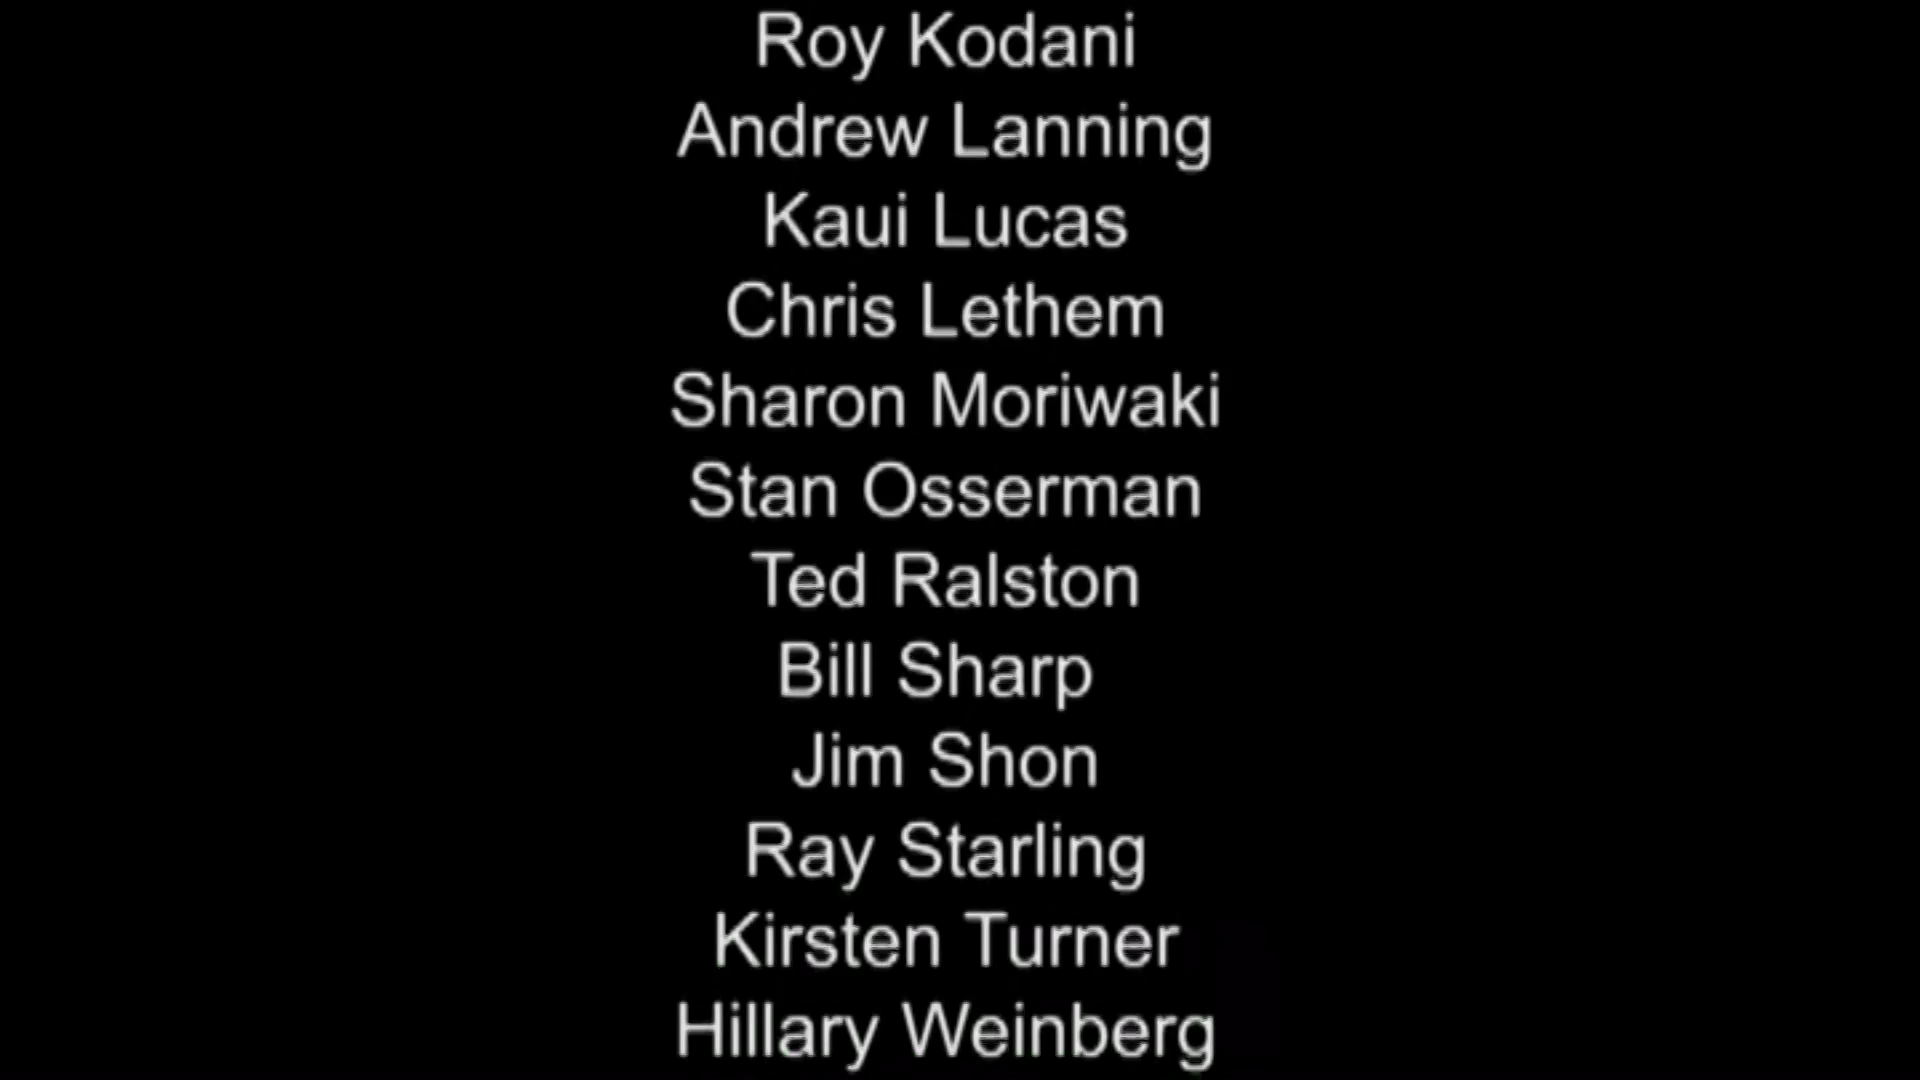 Roy Kodani
Andrew Lanning
Kaui Lucas
Chris Lethem
Sharon Moriwaki
Stan Osserman
Ted Ralston
Bill Sharp
Jim Shon
Ray Starling
Kirsten Turner
Hillary Weinberg